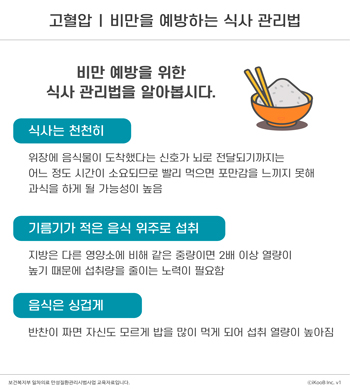 고혈압 | 비만을 예방하는 식사 관리법
비만 예방을 위한
식사 관리법을 알아봅시다.
식사는 천천히
위장에 음식물이 도착했다는 신호가 뇌로 전달되기까지는
어느 정도 시간이 소요되므로 빨리 먹으면 포만감을 느끼지 못해
과식을 하게 될 가능성이 높음
기름기가 적은 음식 위주로 섭취
지방은 다른 영양소에 비해 같은 중량이면 2배 이상 열량이
높기 때문에 섭취량을 줄이는 노력이 필요함
음식은 싱겁게
반찬이 짜면 자신도 모르게 밥을 많이 먹게 되어 섭취 열량이 높아짐
보건복지부 일차의료 만성질환관리시범사업 교육자료입니다.
ⓒiKooB Inc. v1